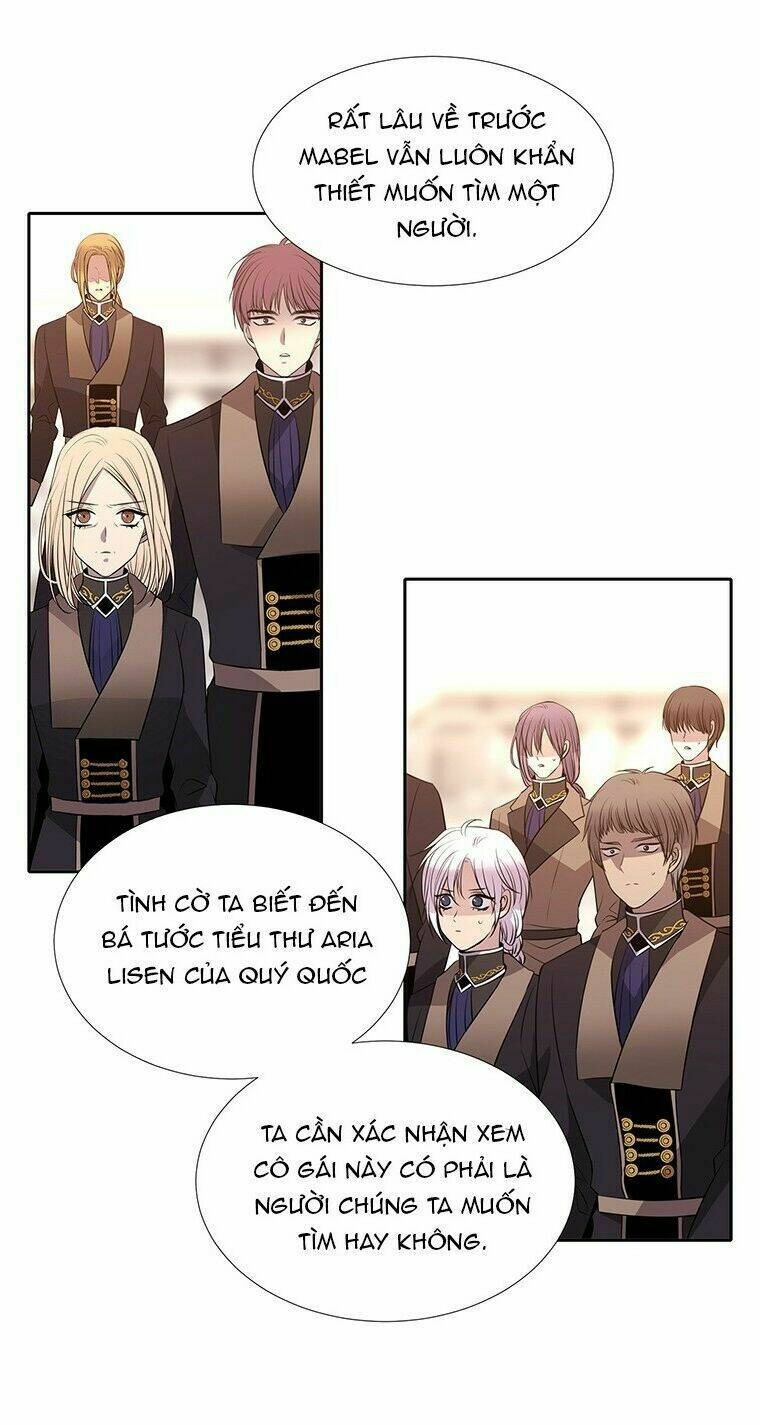 RẤT LÂU VỀ TRƯỚC
MABEL VẪN LUÔN KHẨN
THIẾT MUỐN TÌM MỘT
NGƯỜI.
TÌNH CỜ TA BIẾT ĐẾN
BÁ TƯỚC TIỂU THƯ ARIA
LISEN CỦA QUÝ QUỐC
TA CẦN XÁC NHẬN XEM
CÔ GÁI NÀY CÓ PHẢI LÀ
NGƯỜI CHÚNG TA MUỐN
TÌM HAY KHÔNG.